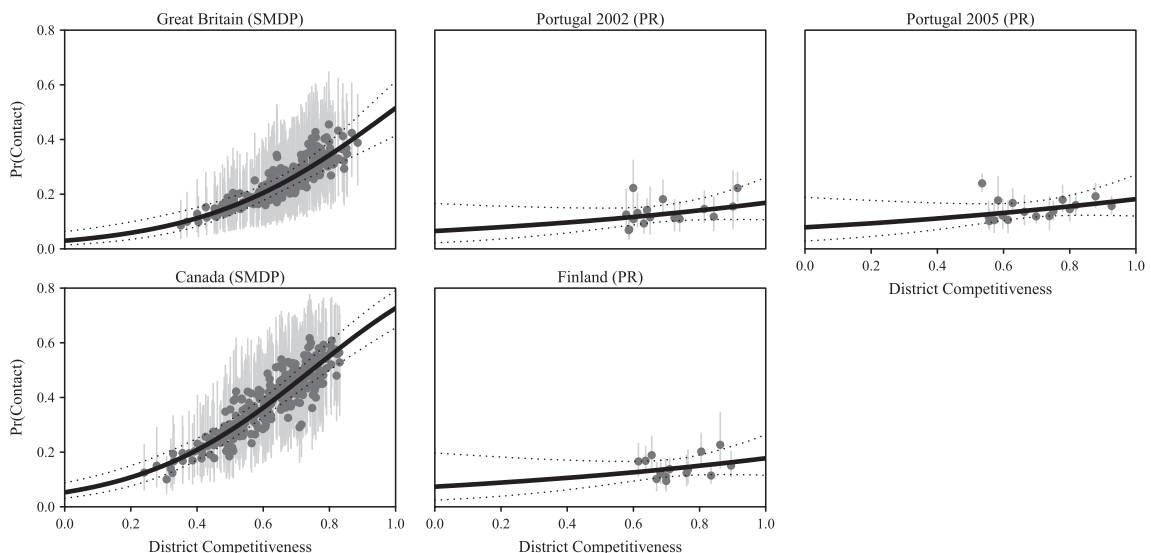 Great Britain (SMDP)
Portugal 2002 (PR)
Portugal 2005 (PR)
0.8
0.6
0.4
0.2
0.0
Pr(Contact)
0.0 0.2 0.4 0.6 0.8 1.0
District Competitiveness
Canada (SMDP)
Finland (PR)
0.8
0.6
0.4
0.2
0.0
Pr(Contact)
0.0 0.2 0.4 0.6 0.8 1.0
0.0 0.2 0.4 0.6 0.8 1.0
District Competitiveness
District Competitiveness